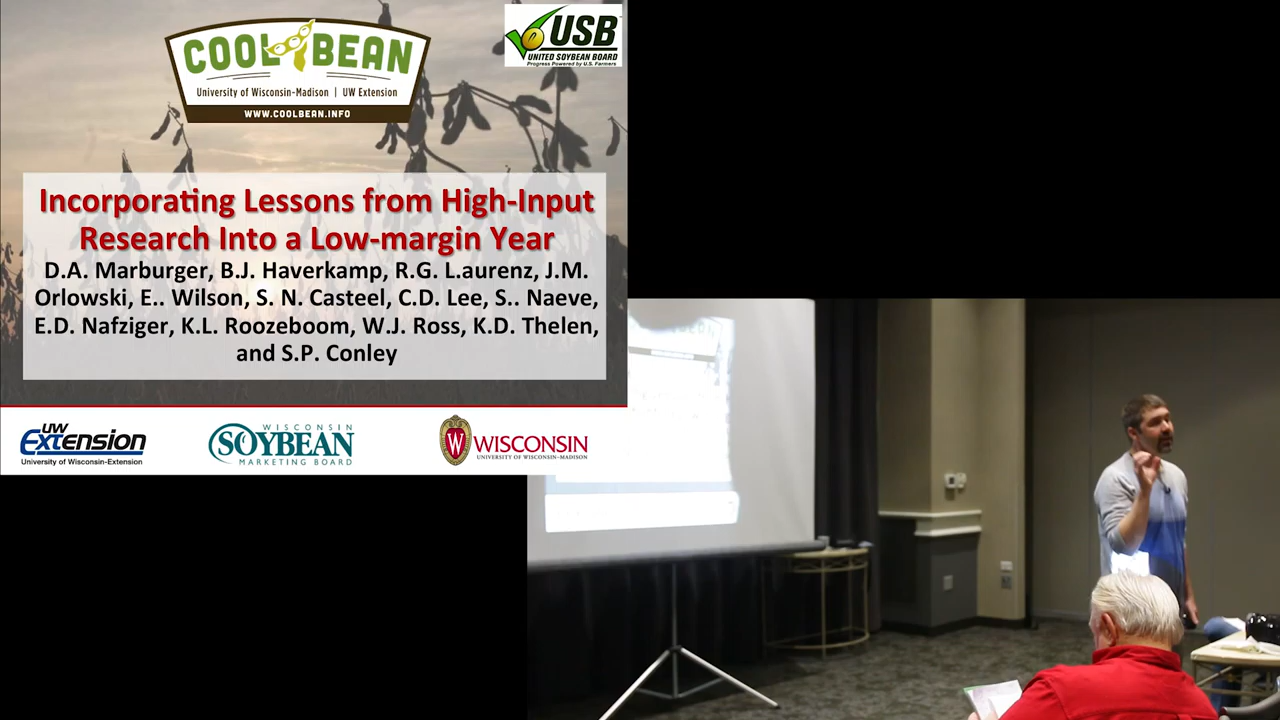 COOL BEAN
University of Wisconsin-Madison | UW Extension
WWW.COOLBEAN.INFO
USB
UNITED SOYBEAN BOARD
Progress Powered by U.S. Farmers
Incorporating Lessons from High-Input
Research Into a Low-margin Year
D.A. Marburger, B.J. Haverkamp, R.G. L.aurenz, J.M.
Orlowski, E.. Wilson, S. N. Casteel, C.D. Lee, S.. Naeve,
E.D. Nafziger, K.L. Roozeboom, W.J. Ross, K.D. Thelen,
and S.P. Conley
UW
Extension
University of Wisconsin-Extension
WISCONSIN
SOYBEAN
MARKETING BOARD
W
WISCONSIN
UNIVERSITY OF WISCONSIN-MADISON